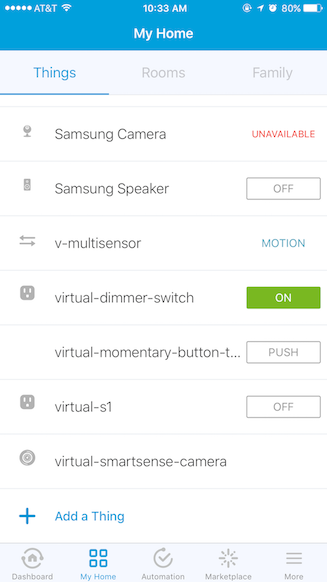 AT&T 10:33 AM 80%
My Home
Things Rooms Family
Samsung Camera UNAVAILABLE
Samsung Speaker OFF
v-multisensor MOTION
virtual-dimmer-switch ON
virtual-momentary-button-t... PUSH
virtual-s1 OFF
virtual-smartsense-camera
Add a Thing
Dashboard My Home Automation Marketplace More